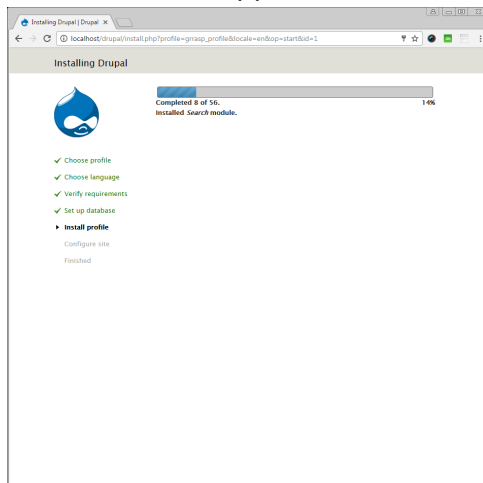 Installing Drupal | Drupal
localhost/drupal/install.php?profile=grrasp_profile&locale=en&op=start&id=1
Installing Drupal
Completed 8 of 56.
14%
Installed Search module.
Choose profile
Choose language
Verify requirements
Set up database
Install profile
Configure site
Finished